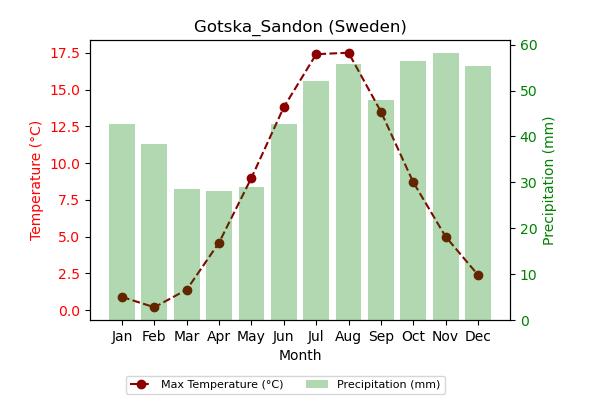 Gotska_Sandon (Sweden)
17.5
15.0
12.5
10.0
7.5
5.0
2.5
0.0
Temperature (°C)
60
50
40
30
20
10
0
Precipitation (mm)
Jan Feb Mar Apr May Jun Jul Aug Sep Oct Nov Dec
Month
Max Temperature (°C) Precipitation (mm)